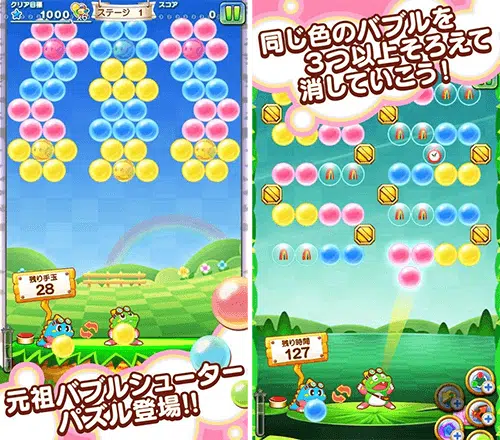 クリア目標
1000
ステージ 1
スコア
0
残り手玉
28
元祖バブルシューター
パズル登場!!
同じ色のバブルを
3つ以上そろえて
消していこう!
残り時間
127